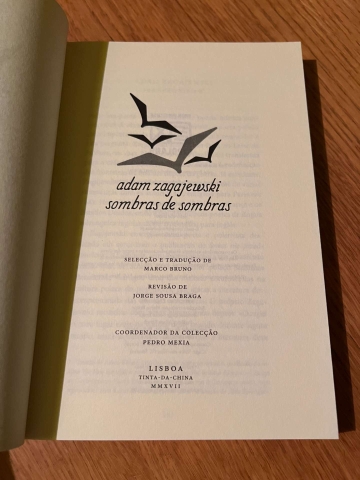 adam zagajewski
sombras de sombras
SELECÇÃO E TRADUÇÃO DE
MARCO BRUNO
REVISÃO DE
JORGE SOUSA BRAGA
COORDENADOR DA COLECÇÃO
PEDRO MEXIA
LISBOA
TINTA-DA-CHINA
MMXVII